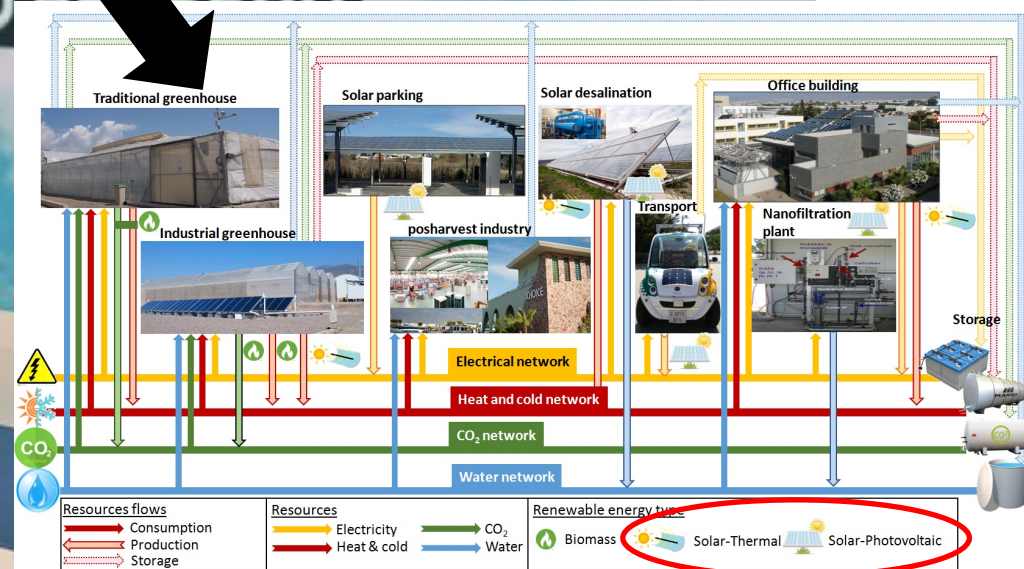 Traditional greenhouse
Solar parking
Solar desalination
Office building
Transport
Nanofiltration
plant
Industrial greenhouse
posharvest industry
Storage
Electrical network
Heat and cold network
CO₂ network
CO₂
Water network
CO₂
Resources flows
Consumption
Production
Storage
Resources
Electricity
CO₂
Heat & cold
Water
Renewable energy type
Biomass
Solar-Thermal
Solar-Photovoltaic